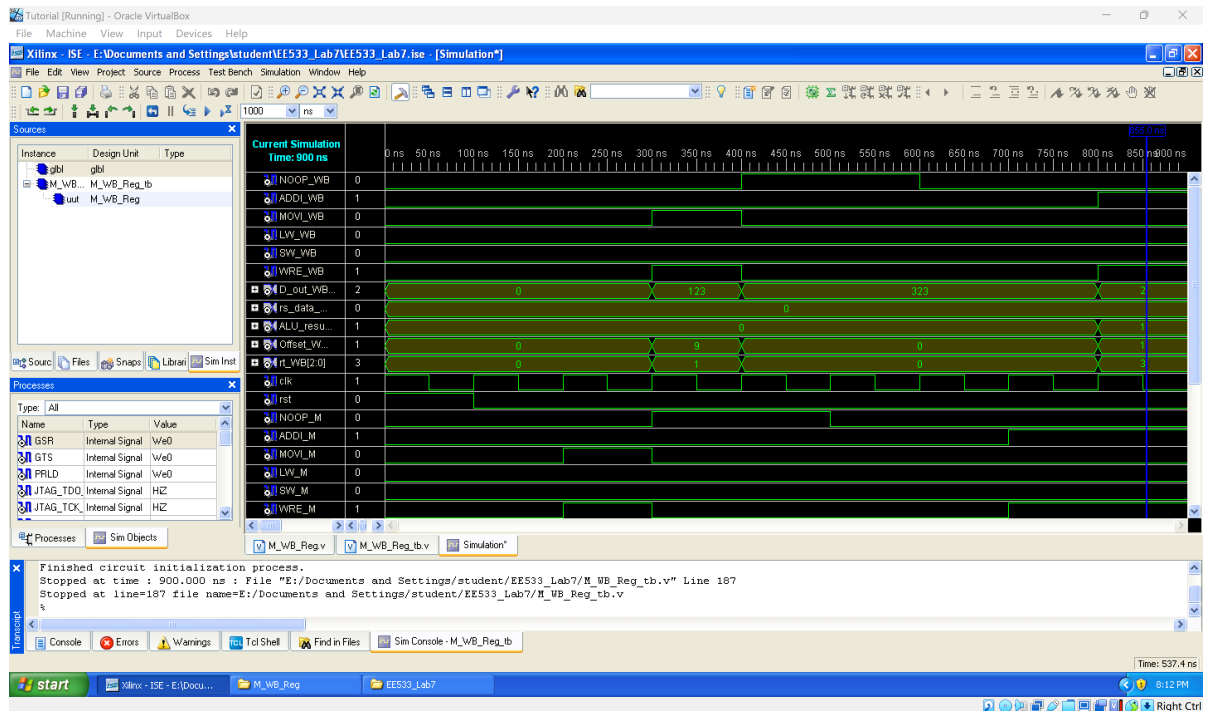 Tutorial [Running] - Oracle VirtualBox
File Machine View Input Devices Help
Xilinx - ISE - E:\Documents and Settings\student\EE533_Lab7\EE533_Lab7.ise - [Simulation*]
File Edit View Project Source Process Test Bench Simulation Window Help
1000 ns
Sources
Instance Design Unit Type
glbl glbl
M_WB... M_WB_Reg_tb
uut M_WB_Reg
Sourc Files Snaps Librari Sim Inst
Processes
Type: All
Name Type Value
GSR Internal Signal We0
GTS Internal Signal We0
PRLD Internal Signal We0
JTAG_TDO_ Internal Signal HiZ
JTAG_TCK_ Internal Signal HiZ
Processes Sim Objects
Current Simulation
Time: 900 ns
0 ns 50 ns 100 ns 150 ns 200 ns 250 ns 300 ns 350 ns 400 ns 450 ns 500 ns 550 ns 600 ns 650 ns 700 ns 750 ns 800 ns 850 ns 900 ns
NOOP_WB 0
ADDI_WB 1
MOVI_WB 0
LW_WB 0
SW_WB 0
WRE_WB 1
D_out_WB... 2 0 123 323 2
rs_data_... 0 0
ALU_resu... 1 0 1
Offset_W... 1 0 9 0 1
rt_WB[2:0] 3 0 1 0 3
clk 1
rst 0
NOOP_M 0
ADDI_M 1
MOVI_M 0
LW_M 0
SW_M 0
WRE_M 1
M_WB_Reg.v M_WB_Reg_tb.v Simulation*
Finished circuit initialization process.
Stopped at time : 900.000 ns : File "E:/Documents and Settings/student/EE533_Lab7/M_WB_Reg_tb.v" Line 187
Stopped at line=187 file name=E:/Documents and Settings/student/EE533_Lab7/M_WB_Reg_tb.v
%
Transcript
Console Errors Warnings Tcl Shell Find in Files Sim Console - M_WB_Reg_tb
Time: 537.4 ns
start Xilinx - ISE - E:\Docu... M_WB_Reg EE533_Lab7 8:12 PM
Right Ctrl